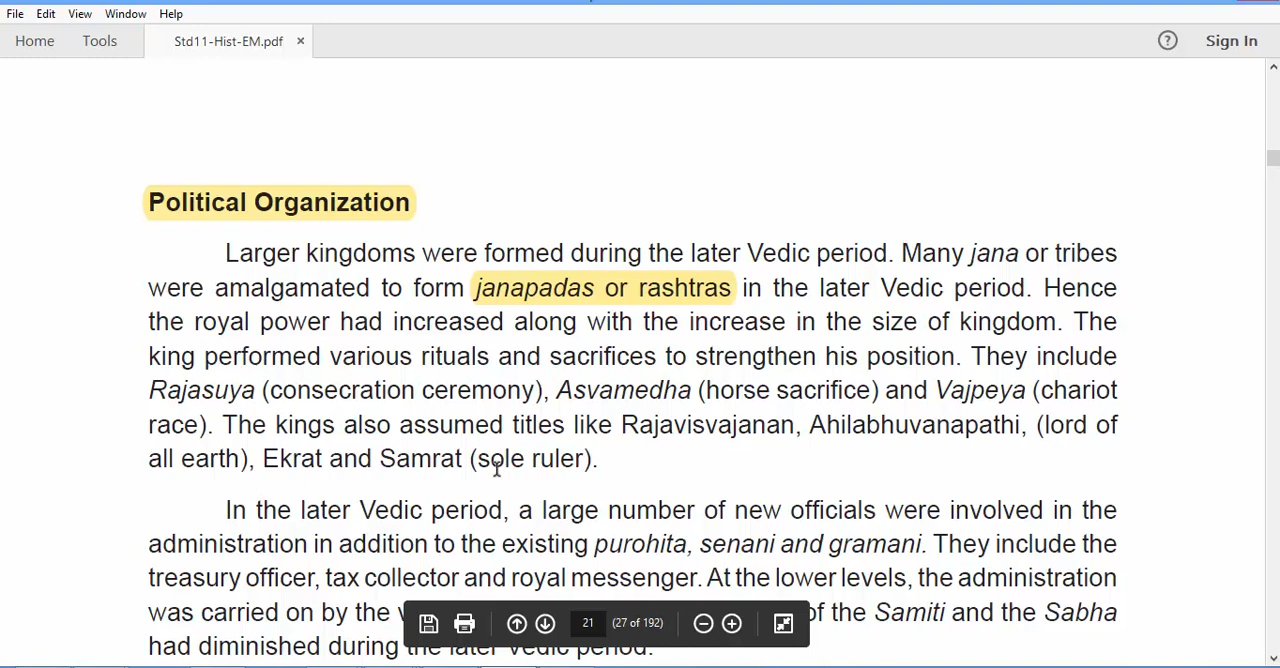 File Edit View Window Help
Home Tools Std11-Hist-EM.pdf × ? Sign In
Political Organization
Larger kingdoms were formed during the later Vedic period. Many jana or tribes
were amalgamated to form janapadas or rashtras in the later Vedic period. Hence
the royal power had increased along with the increase in the size of kingdom. The
king performed various rituals and sacrifices to strengthen his position. They include
Rajasuya (consecration ceremony), Asvamedha (horse sacrifice) and Vajpeya (chariot
race). The kings also assumed titles like Rajavisvajanan, Ahilabhuvanapathi, (lord of
all earth), Ekrat and Samrat (sole ruler).
In the later Vedic period, a large number of new officials were involved in the
administration in addition to the existing purohita, senani and gramani. They include the
treasury officer, tax collector and royal messenger. At the lower levels, the administration
was carried on by the of the Samiti and the Sabha
had diminished during the later Vedic period.
21 (27 of 192)